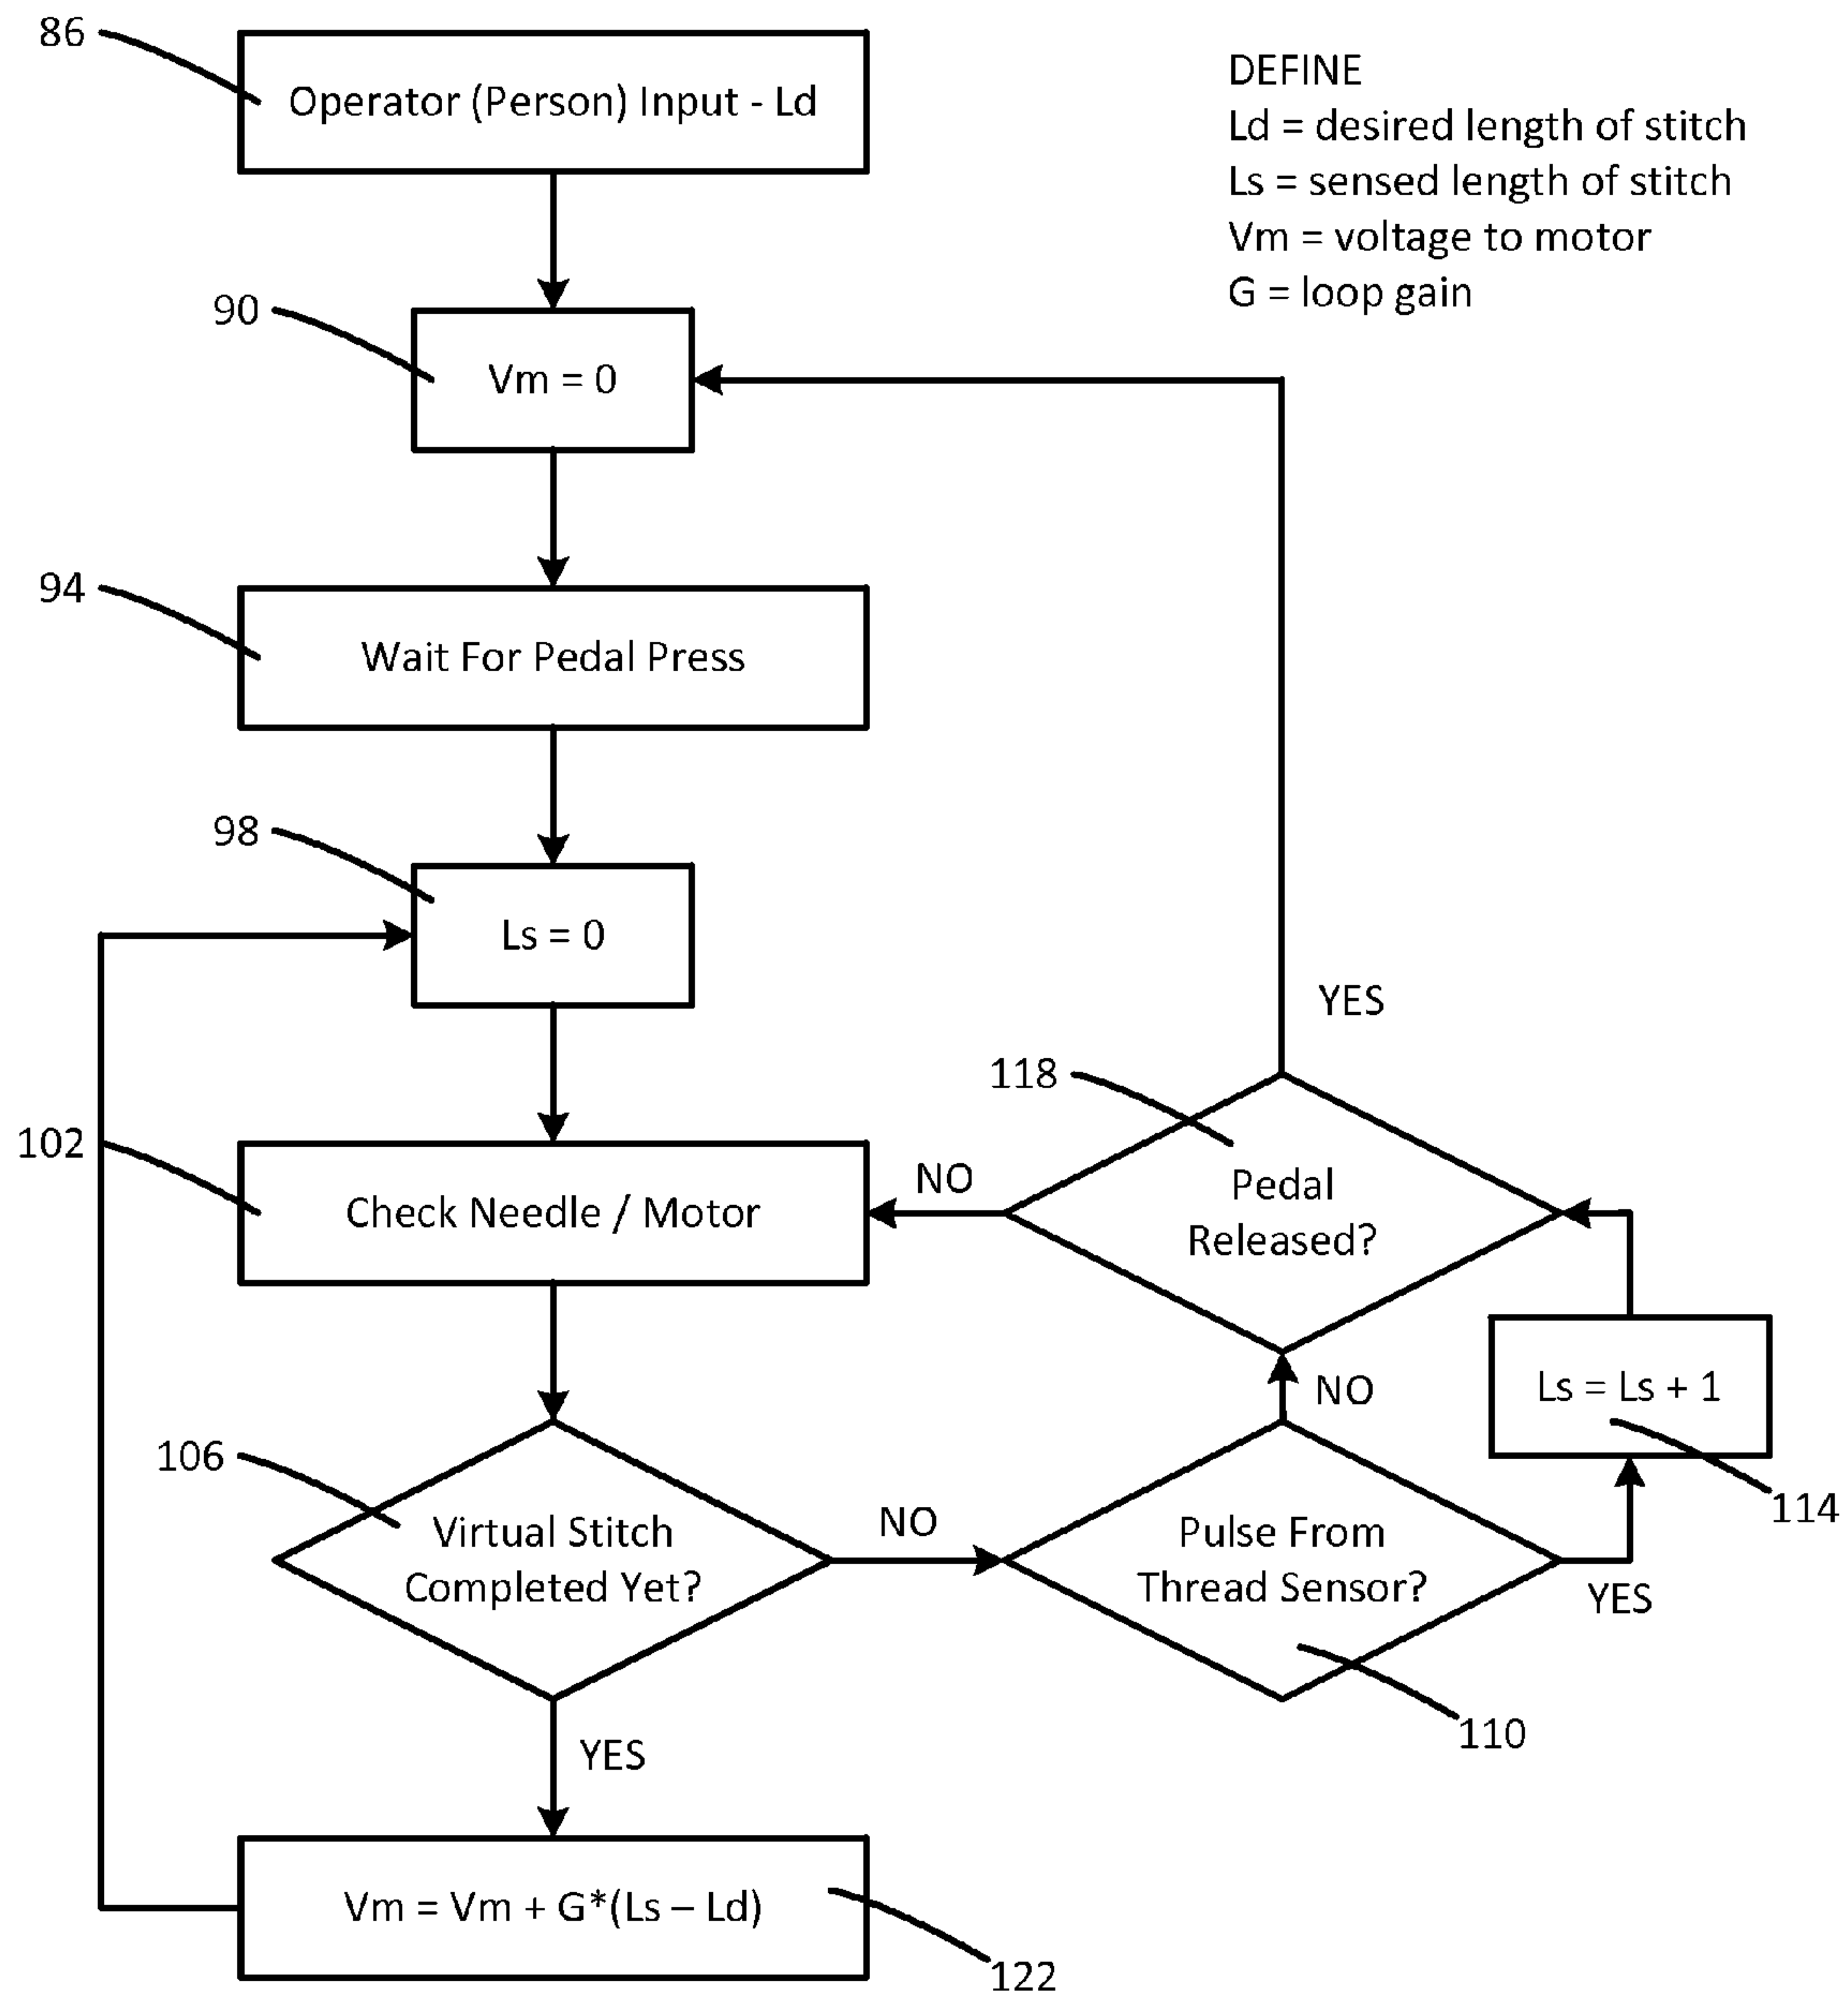 86
Operator (Person) Input - Ld
DEFINE
Ld = desired length of stitch
Ls = sensed length of stitch
Vm = voltage to motor
G = loop gain
90
Vm = 0
94
Wait For Pedal Press
98
Ls = 0
YES
118
102
Check Needle / Motor
NO
Pedal
Released?
NO
Ls = Ls + 1
114
106
Virtual Stitch
Completed Yet?
NO
Pulse From
Thread Sensor?
YES
110
YES
Vm = Vm + G*(Ls – Ld)
122